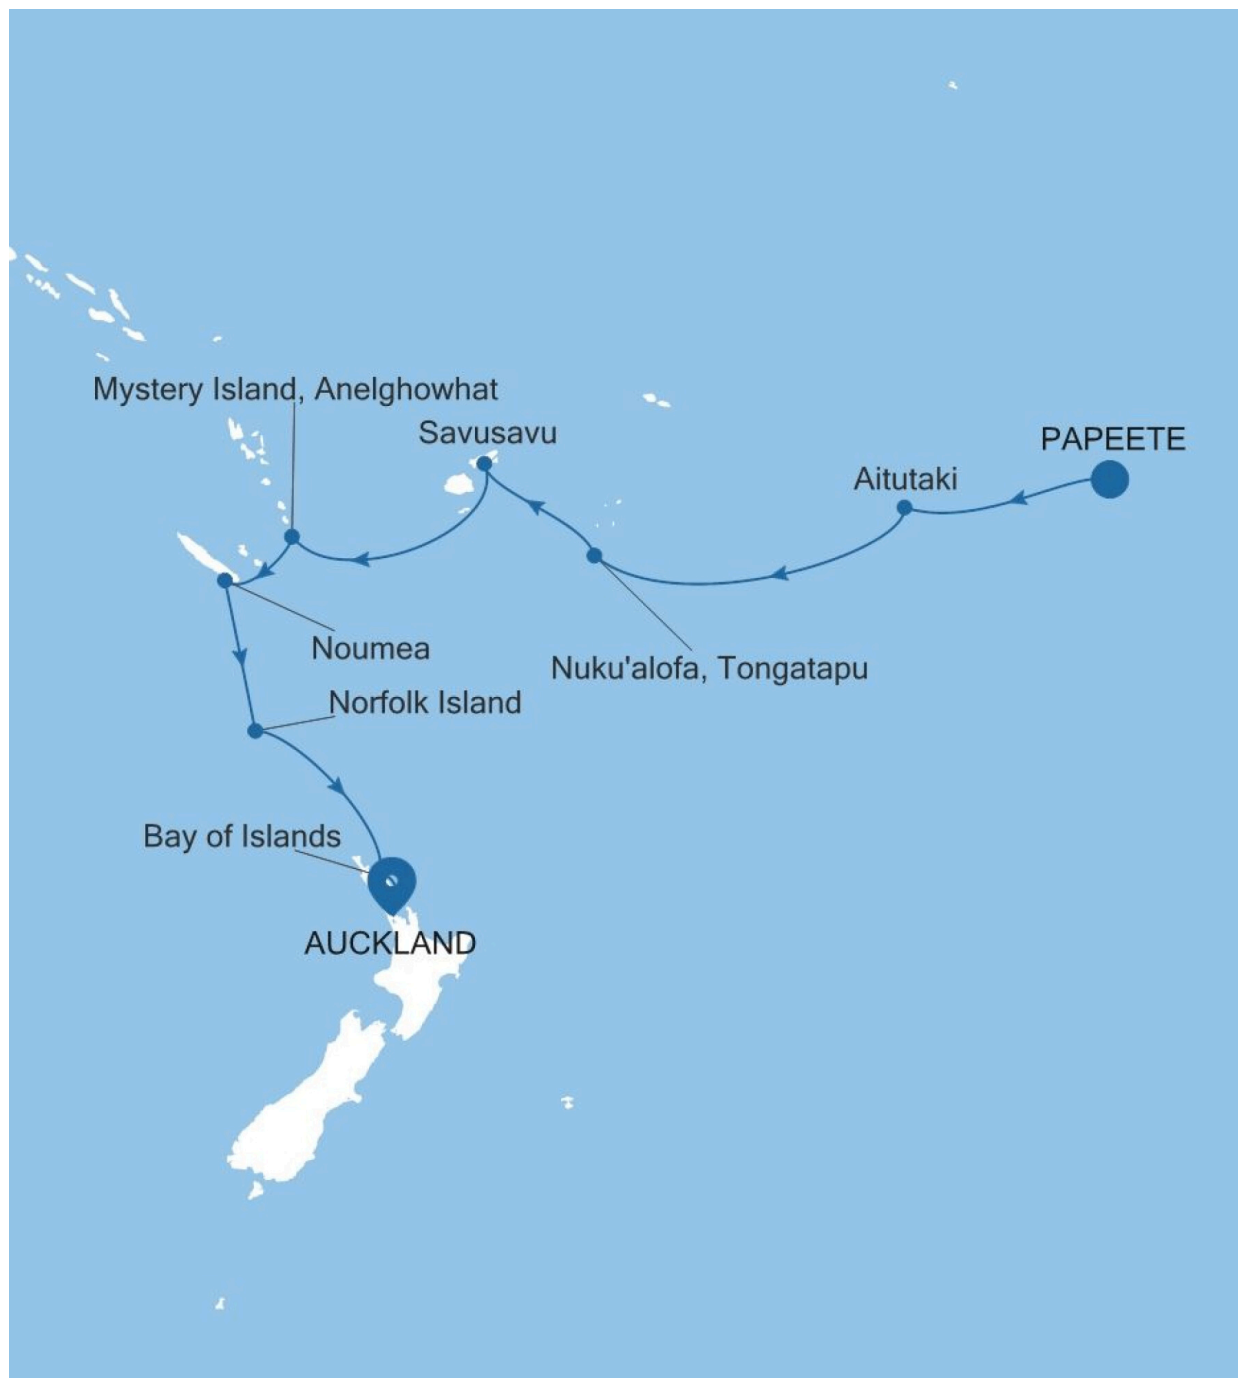 Mystery Island, Anelghowhat
Savusavu
PAPEETE
Aitutaki
Noumea
Nuku'alofa, Tongatapu
Norfolk Island
Bay of Islands
AUCKLAND